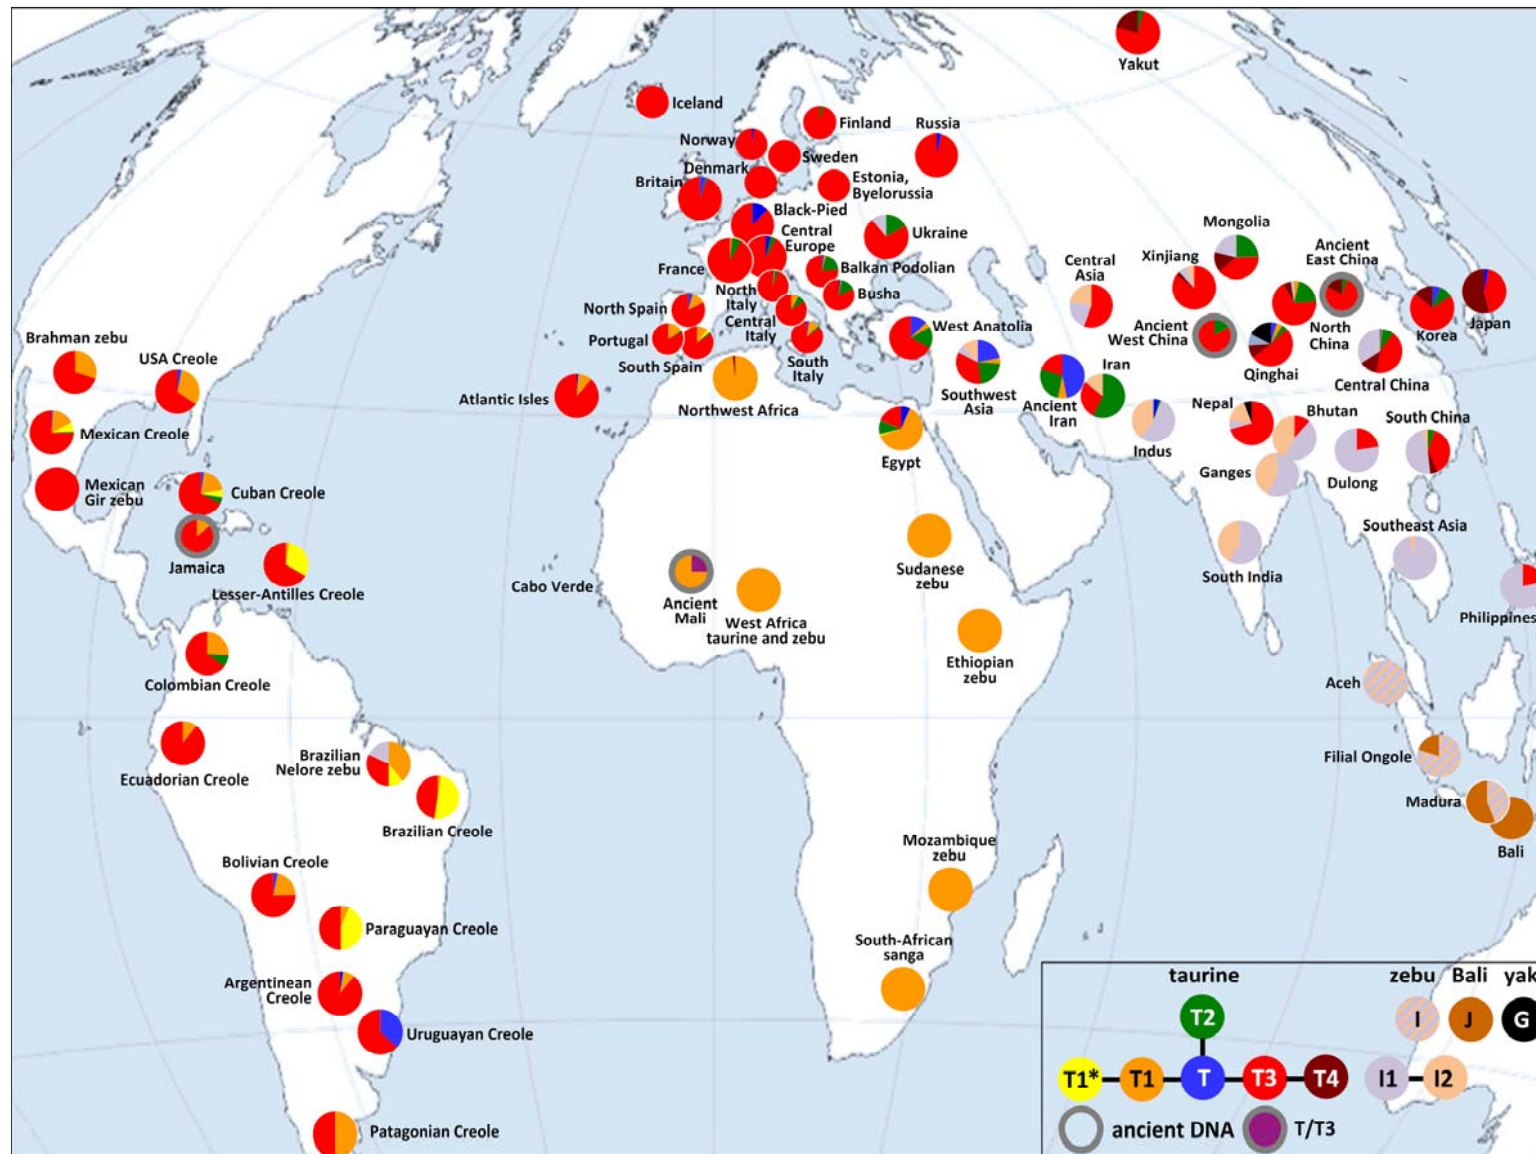 Yakut
Iceland
Finland
Russia
Norway
Sweden
Denmark
Britain
Estonia,
Byelorussia
Black-Pied
Central
Europe
Ukraine
France
Balkan Podolian
Busha
North
Italy
North Spain
Central
Italy
Portugal
South Spain
South
Italy
West Anatolia
Southwest
Asia
Ancient
Iran
Iran
Central
Asia
Xinjiang
Mongolia
Ancient
East China
Ancient
West China
Qinghai
North
China
Central China
Korea
Japan
Nepal
Bhutan
South China
Indus
Ganges
Dulong
South India
Southeast Asia
Philippines
Aceh
Filial Ongole
Madura
Bali
Brahman zebu
USA Creole
Mexican Creole
Mexican
Gir zebu
Cuban Creole
Jamaica
Lesser-Antilles Creole
Colombian Creole
Ecuadorian Creole
Brazilian
Nelore zebu
Brazilian Creole
Bolivian Creole
Paraguayan Creole
Argentinean
Creole
Uruguayan Creole
Patagonian Creole
Atlantic Isles
Northwest Africa
Egypt
Cabo Verde
Ancient
Mali
West Africa
taurine and zebu
Sudanese
zebu
Ethiopian
zebu
Mozambique
zebu
South-African
sanga
taurine zebu Bali yak
T2 I J G
T1* T1 T T3 T4 I1 I2
ancient DNA T/T3